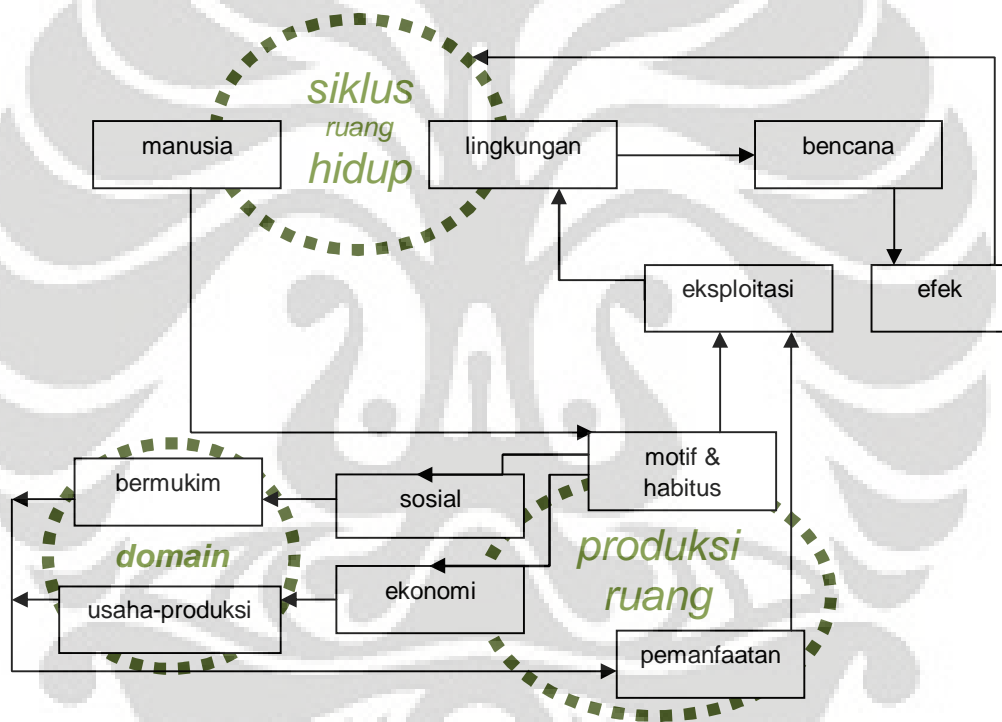 siklus
ruang
hidup
manusia
lingkungan
bencana
eksploitasi
efek
motif &
habitus
bermukim
sosial
domain
produksi
ruang
usaha-produksi
ekonomi
pemanfaatan